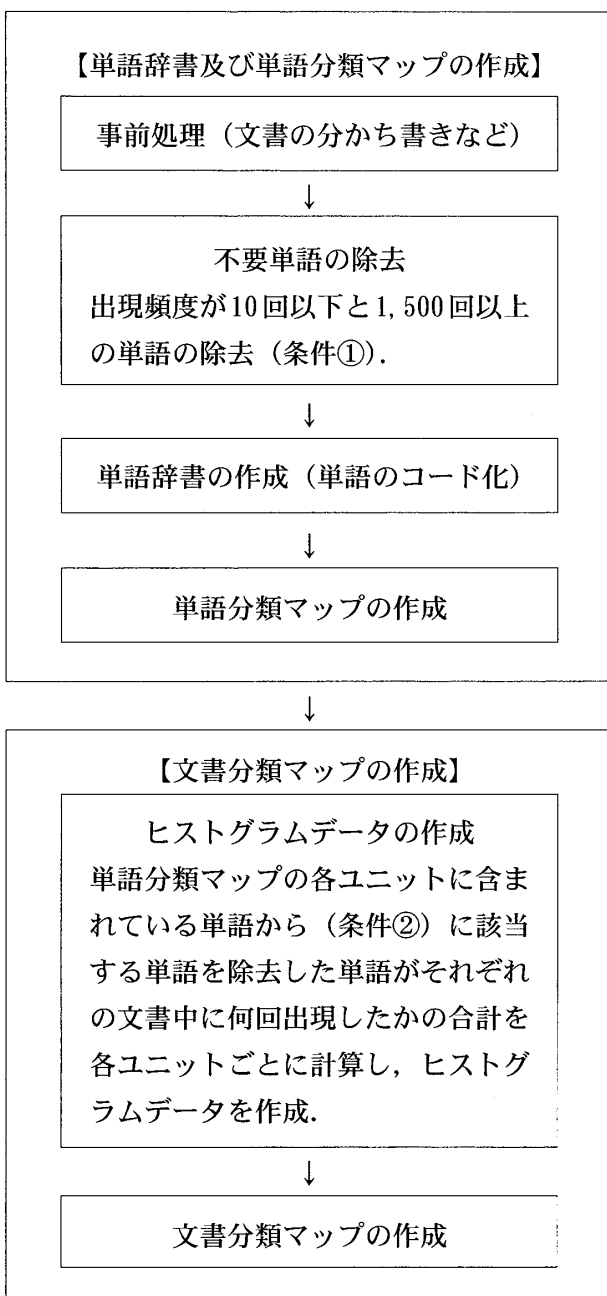 【単語辞書及び単語分類マップの作成】
事前処理（文書の分かち書きなど）
↓
不要単語の除去
出現頻度が10回以下と1,500回以上
の単語の除去（条件①）．
↓
単語辞書の作成（単語のコード化）
↓
単語分類マップの作成
↓
【文書分類マップの作成】
ヒストグラムデータの作成
単語分類マップの各ユニットに含ま
れている単語から（条件②））に該当
する単語を除去した単語がそれぞれ
の文書中に何回出現したかの合計を
各ユニットごとに計算し，ヒストグ
ラムデータを作成．
↓
文書分類マップの作成